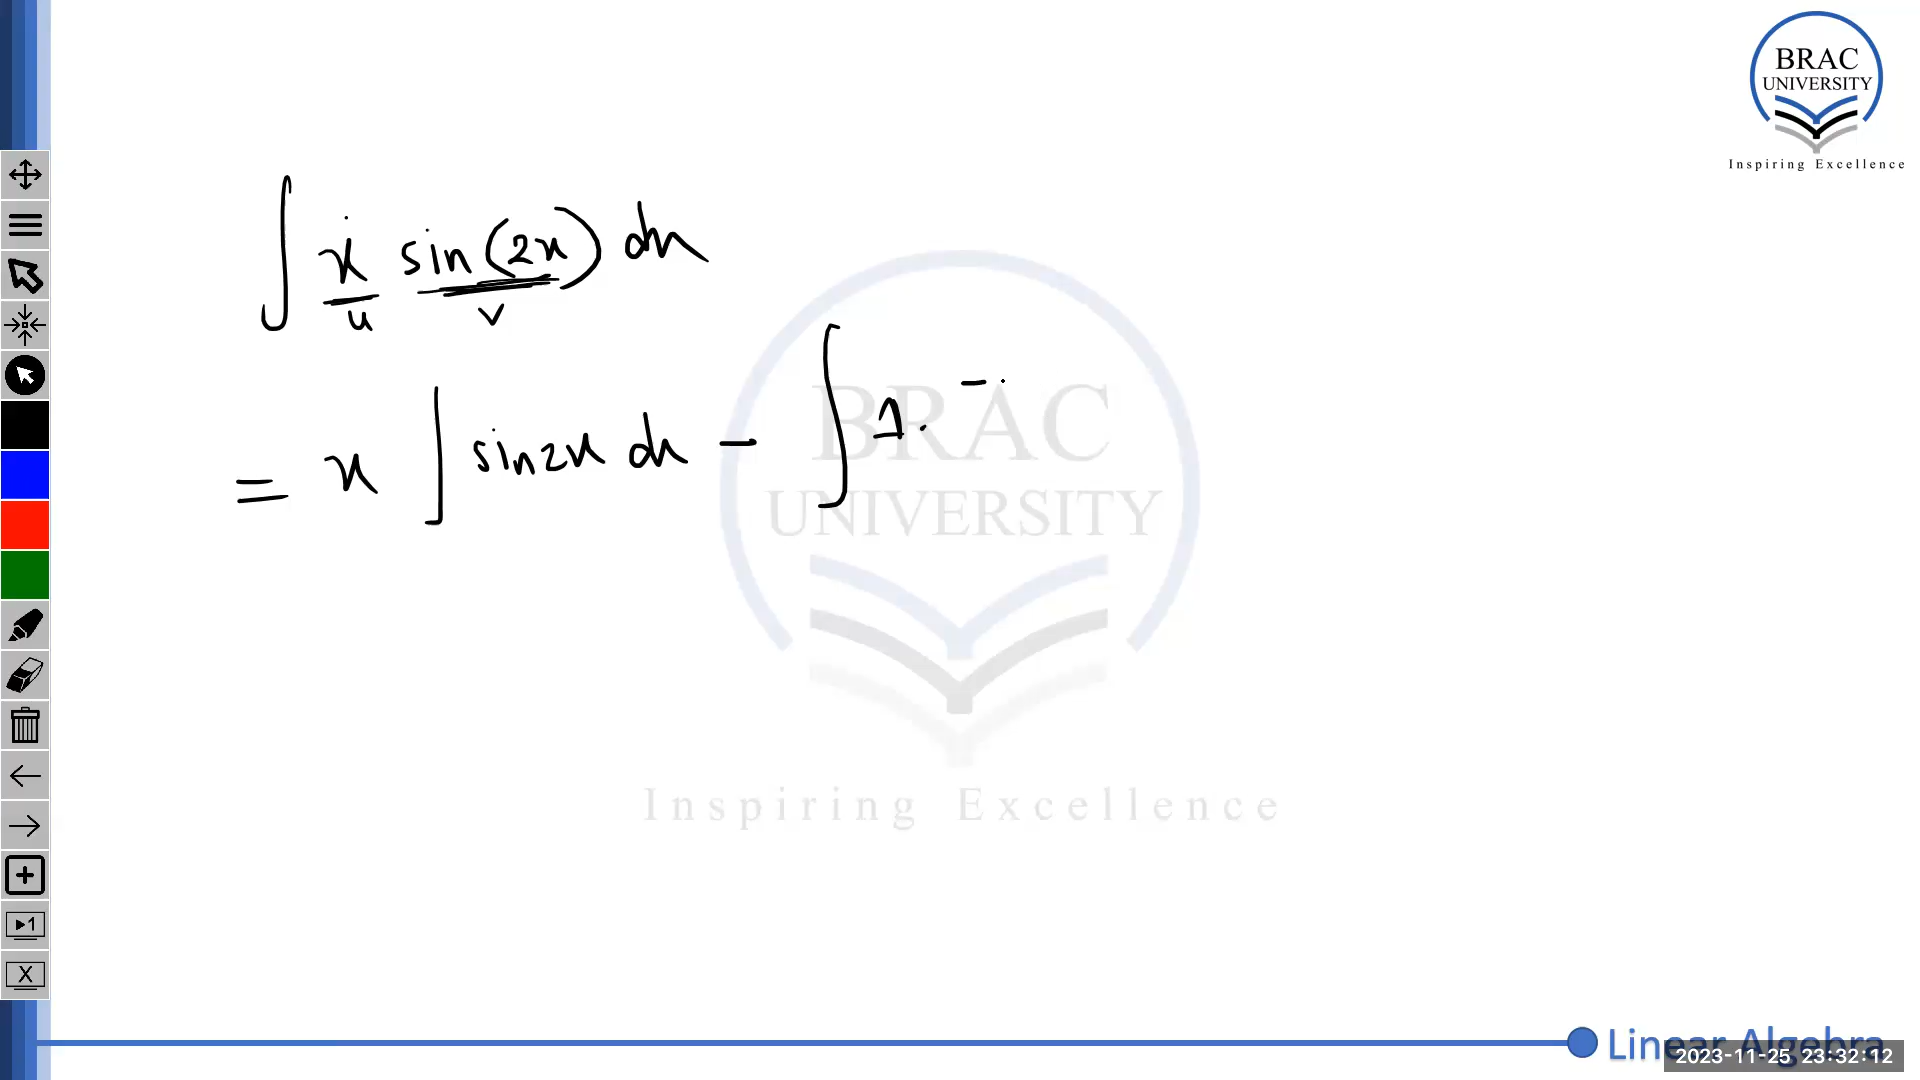 BRAC
UNIVERSITY
Inspiring Excellence
∫ x sin(2x) dx
u v
= x ∫ sin2x dx - ∫ 1. -
BRAC
UNIVERSITY
Inspiring Excellence
▶1
X
Linear Algebra
2023-11-25 23:32:12